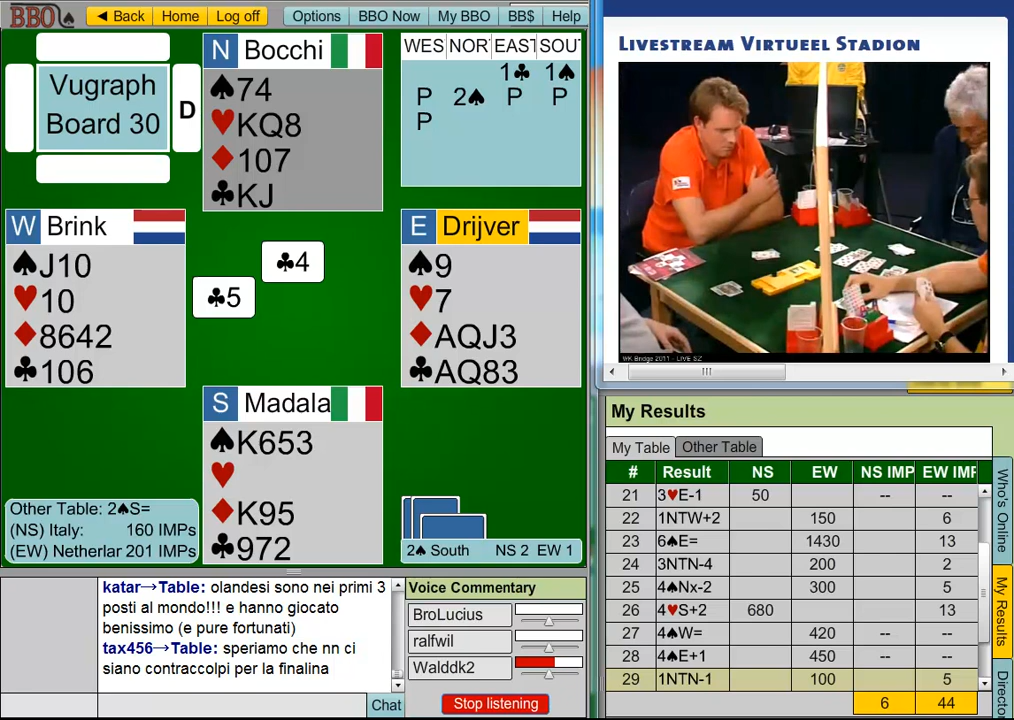 BBO♠
◄ Back
Home
Log off
Options
BBO Now
My BBO
BB$
Help
Vugraph
Board 30
D
N Bocchi
♠74
♥KQ8
♦107
♣KJ
WES NOR EAST SOUT
1♣ 1♠
P 2♠ P P
P
W Brink
♠J10
♥10
♦8642
♣106
♣4
♣5
E Drijver
♠9
♥7
♦AQJ3
♣AQ83
S Madala
♠K653
♥
♦K95
♣972
Other Table: 2♠S=
(NS) Italy: 160 IMPs
(EW) Netherlar 201 IMPs
2♠ South NS 2 EW 1
katar→Table: olandesi sono nei primi 3
posti al mondo!!! e hanno giocato
benissimo (e pure fortunati)
tax456→Table: speriamo che nn ci
siano contraccolpi per la finalina
Chat
Voice Commentary
BroLucius
ralfwil
Walddk2
Stop listening
Livestream Virtueel Stadion
WK Bridge 2011 - LIVE SZ
My Results
My Table
Other Table
# Result NS EW NS IMP EW IMF
21 3♥E-1 50 -- --
22 1NTW+2 150 6
23 6♠E= 1430 13
24 3NTN-4 200 2
25 4♠Nx-2 300 5
26 4♥S+2 680 13
27 4♠W= 420 -- --
28 4♠E+1 450 -- --
29 1NTN-1 100 5
6 44
Who's Online
My Results
Director